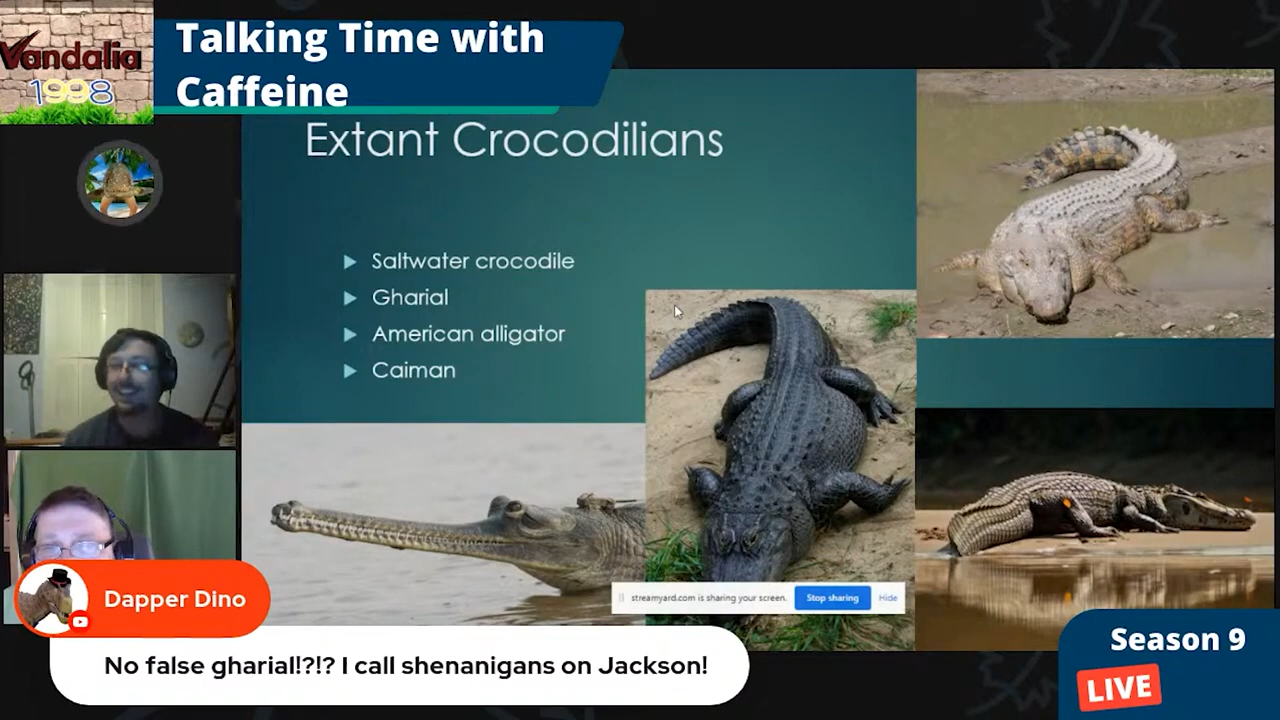 Vandalia
1998
Talking Time with
Caffeine
Extant Crocodilians
Saltwater crocodile
Gharial
American alligator
Caiman
streamyard.com is sharing your screen.
Stop sharing
Hide
Dapper Dino
No false gharial!?!? I call shenanigans on Jackson!
Season 9
LIVE